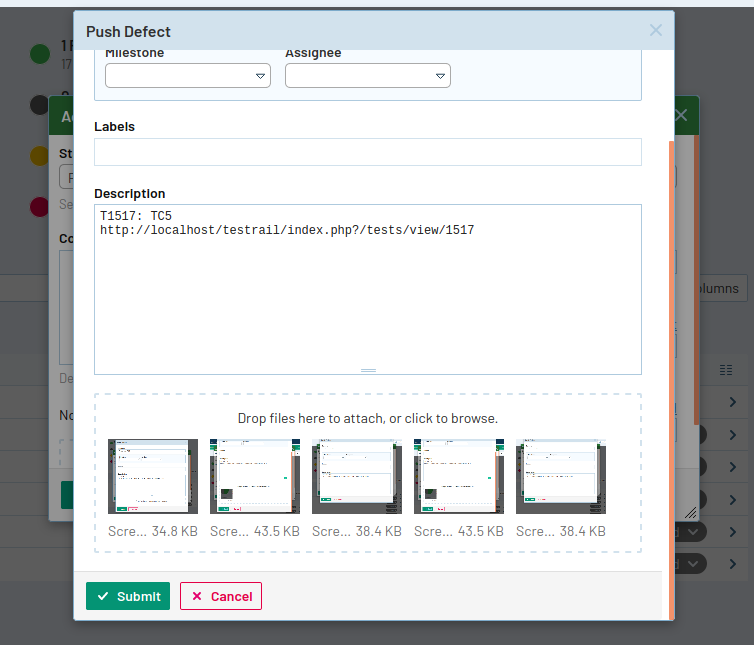 Push Defect
Milestone
Assignee
Labels
Description
T1517: TC5
http://localhost/testrail/index.php?/tests/view/1517
Drop files here to attach, or click to browse.
Scre... 34.8 KB
Scre... 43.5 KB
Scre... 38.4 KB
Scre... 43.5 KB
Scre... 38.4 KB
Submit
Cancel